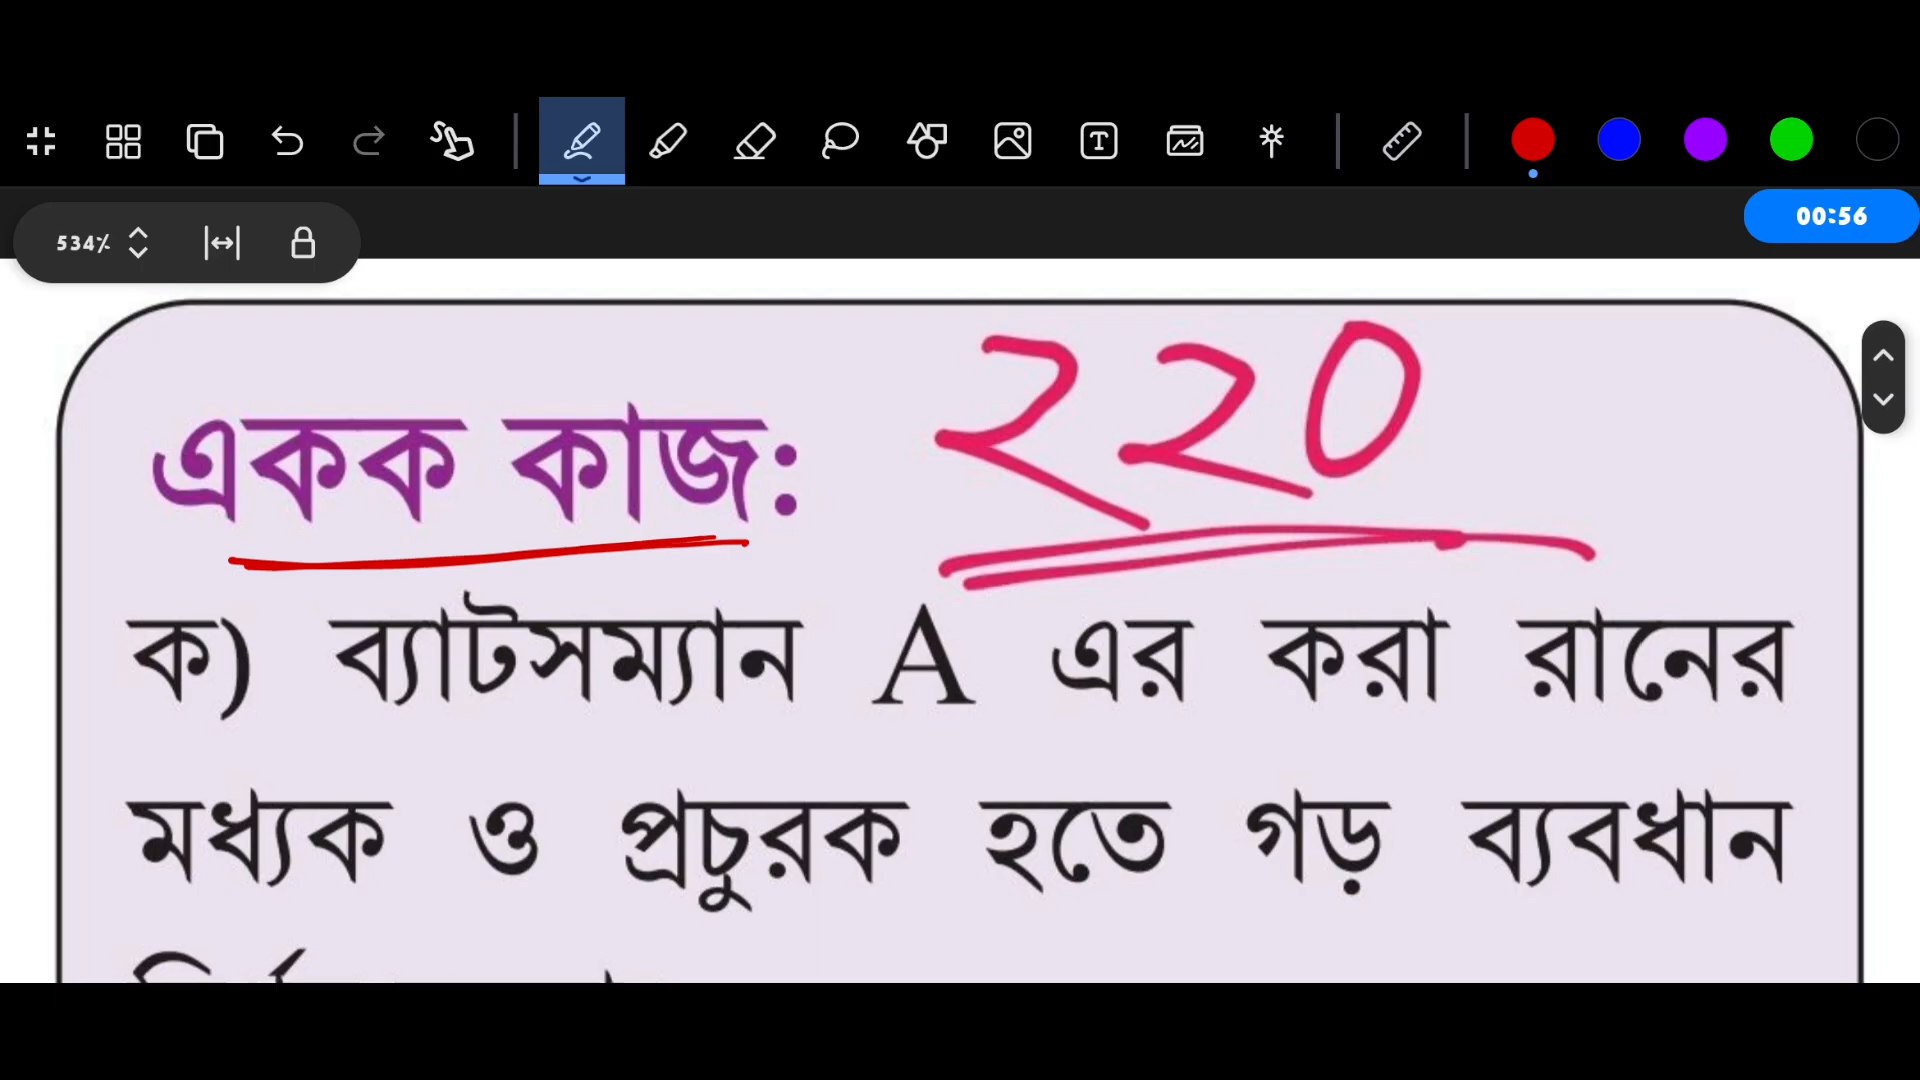 00:56
534%
একক কাজ: ২২০
ক) ব্যাটসম্যান A এর করা রানের
মধ্যক ও প্রচুরক হতে গড় ব্যবধান